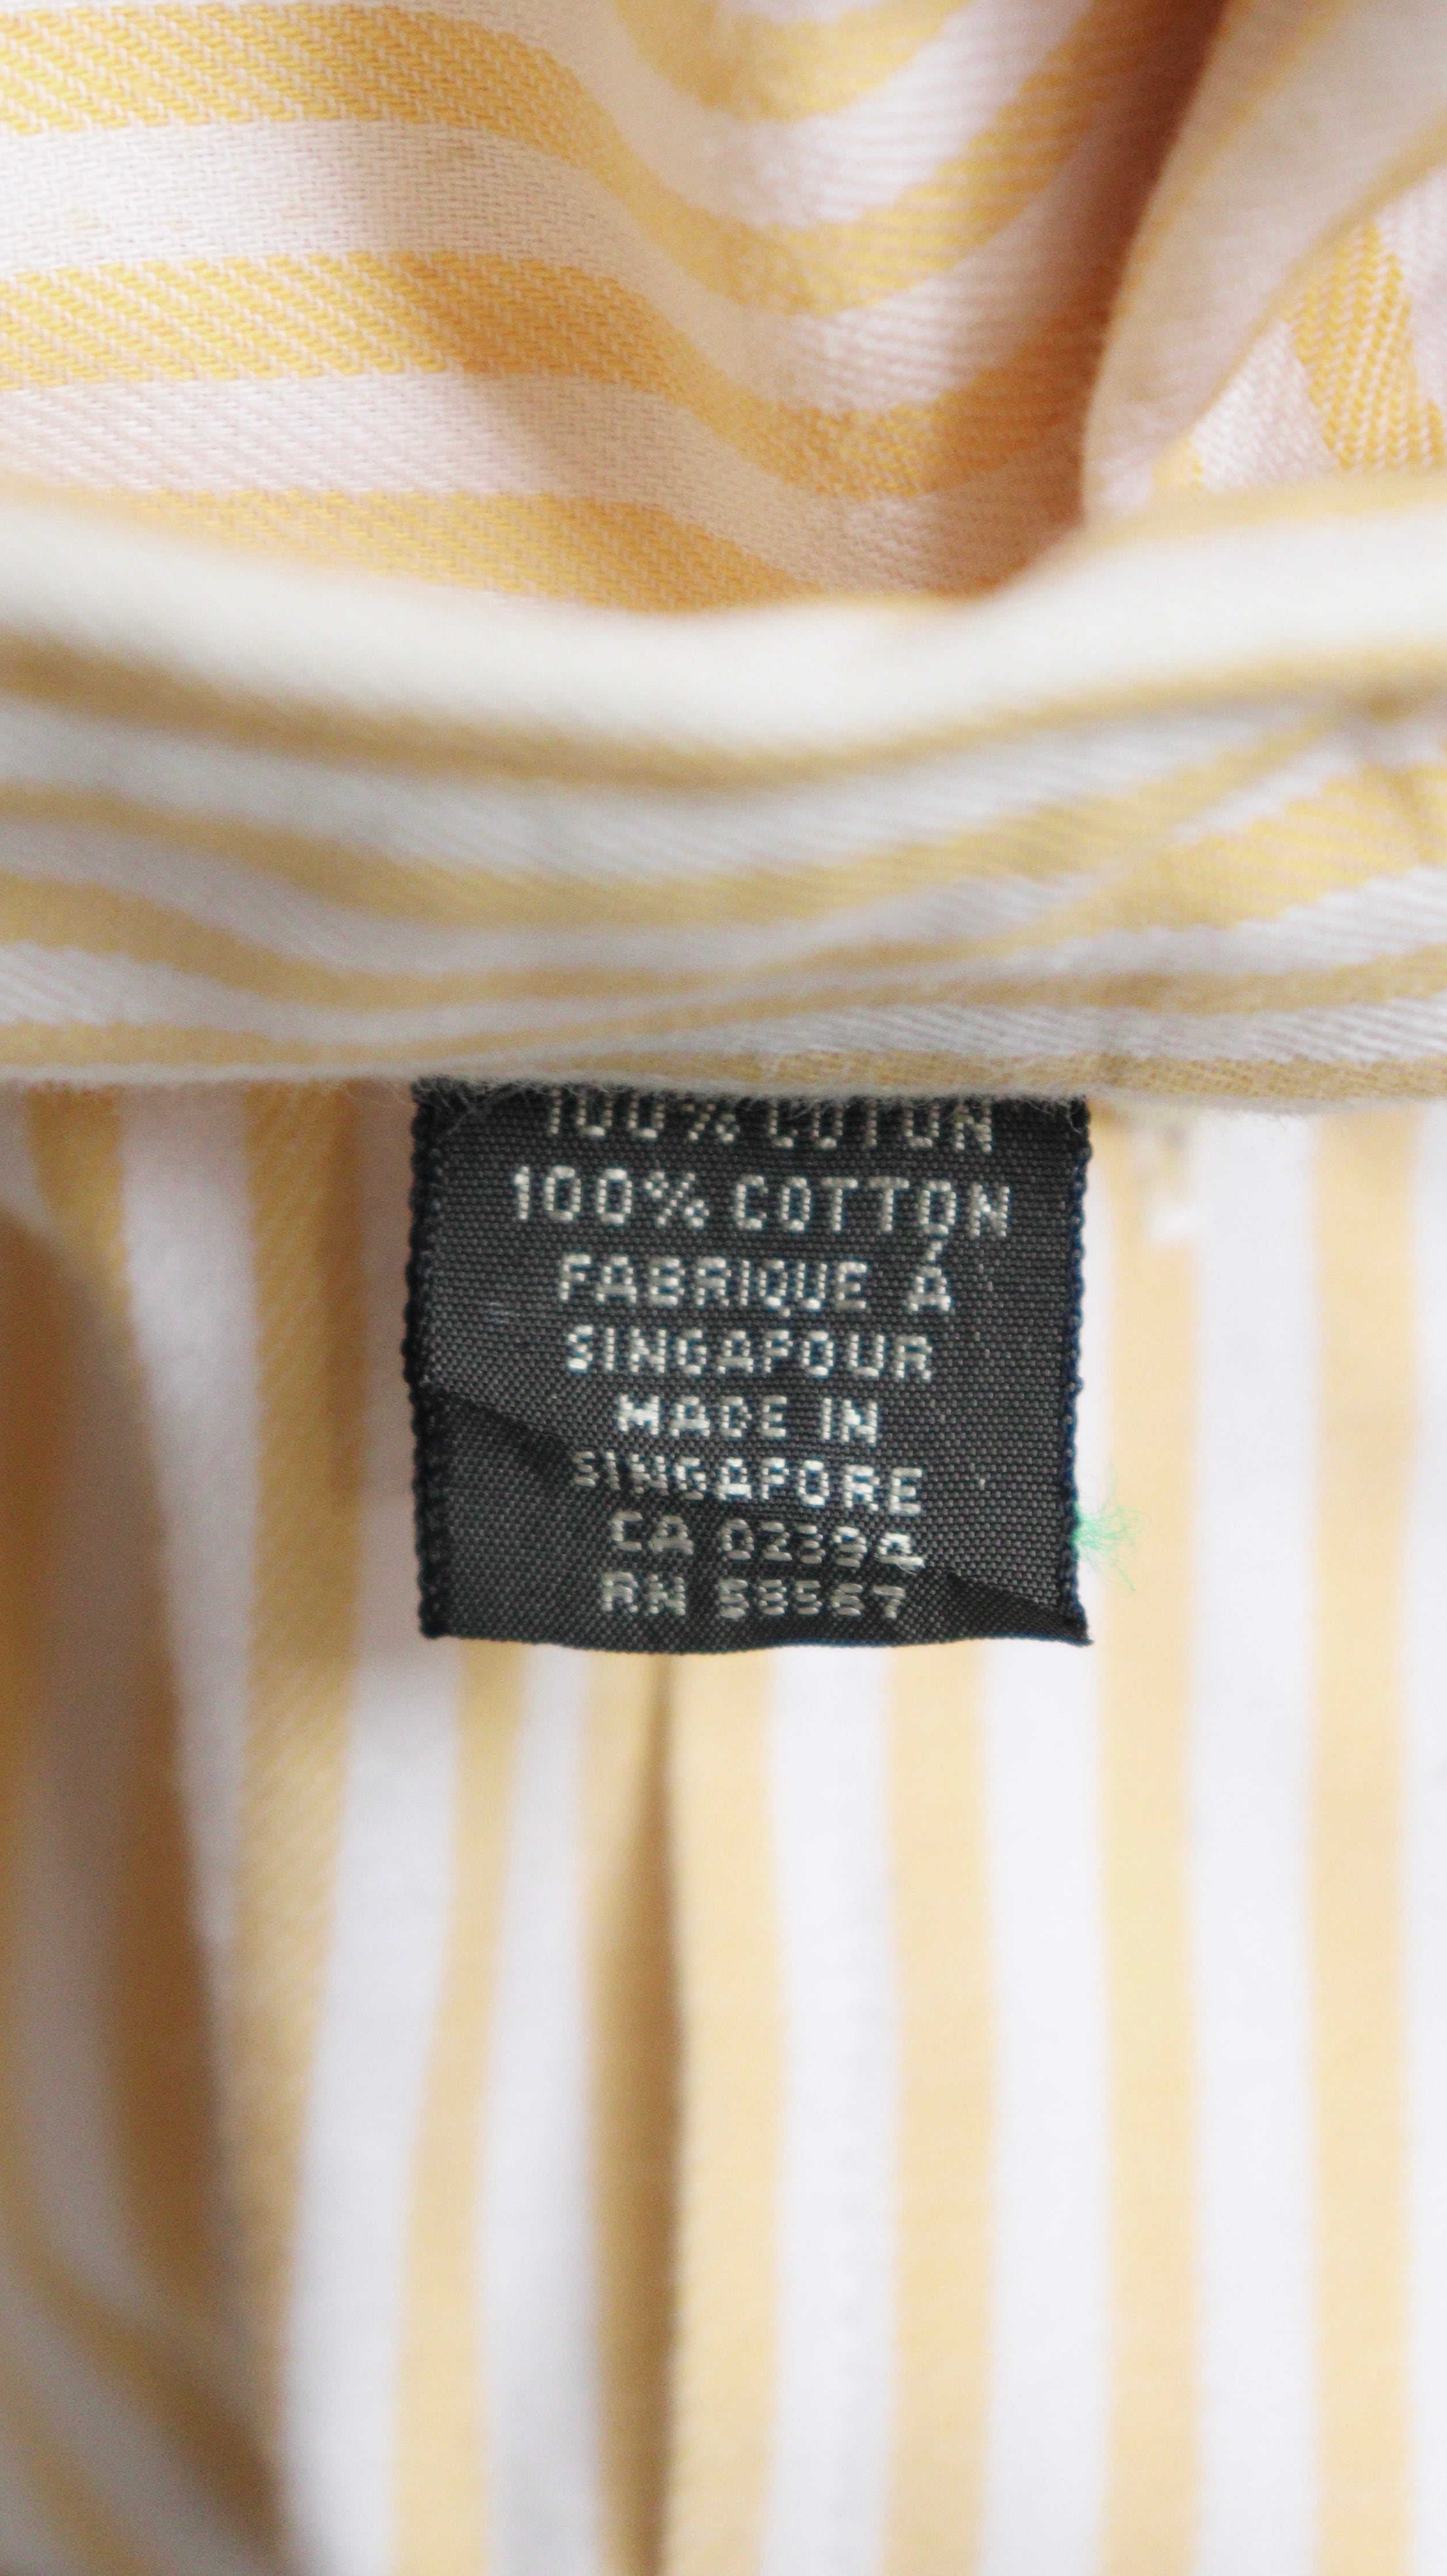 100% COTON
100% COTTON
FABRIQUE Á
SINGAPOUR
MADE IN
SINGAPORE
CA 02394
RN 58567